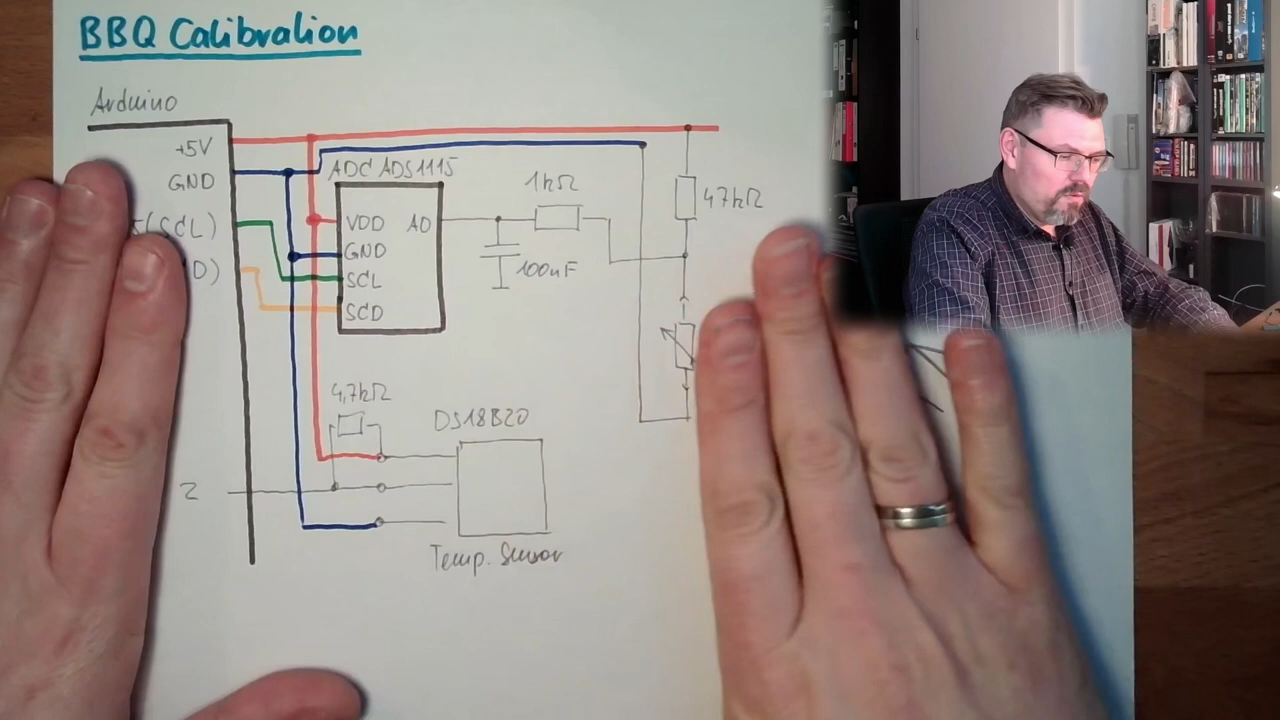 BBQ Calibration
Arduino
+5V
GND
(SCL)
D)
ADC ADS1115
VDD A0
GND
SCL
SCD
1kΩ
100nF
47kΩ
4,7kΩ
DS18B20
2
Temp. Sensor